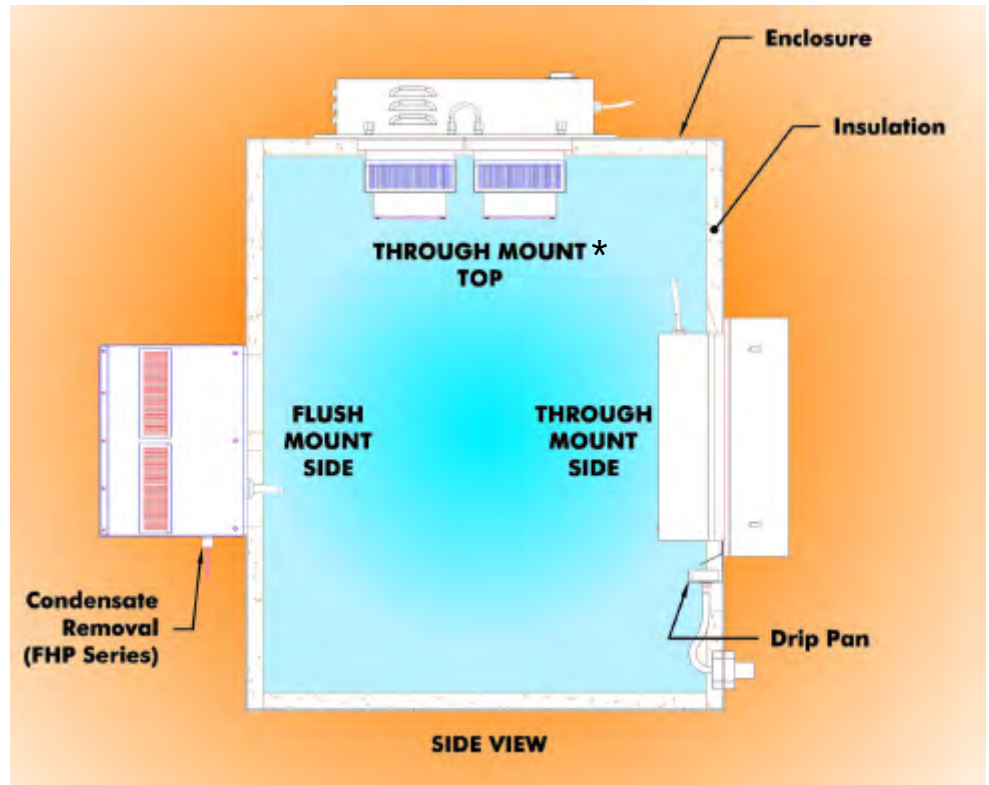 Enclosure
Insulation
THROUGH MOUNT *
TOP
FLUSH
MOUNT
SIDE
THROUGH
MOUNT
SIDE
Condensate
Removal
(FHP Series)
Drip Pan
SIDE VIEW